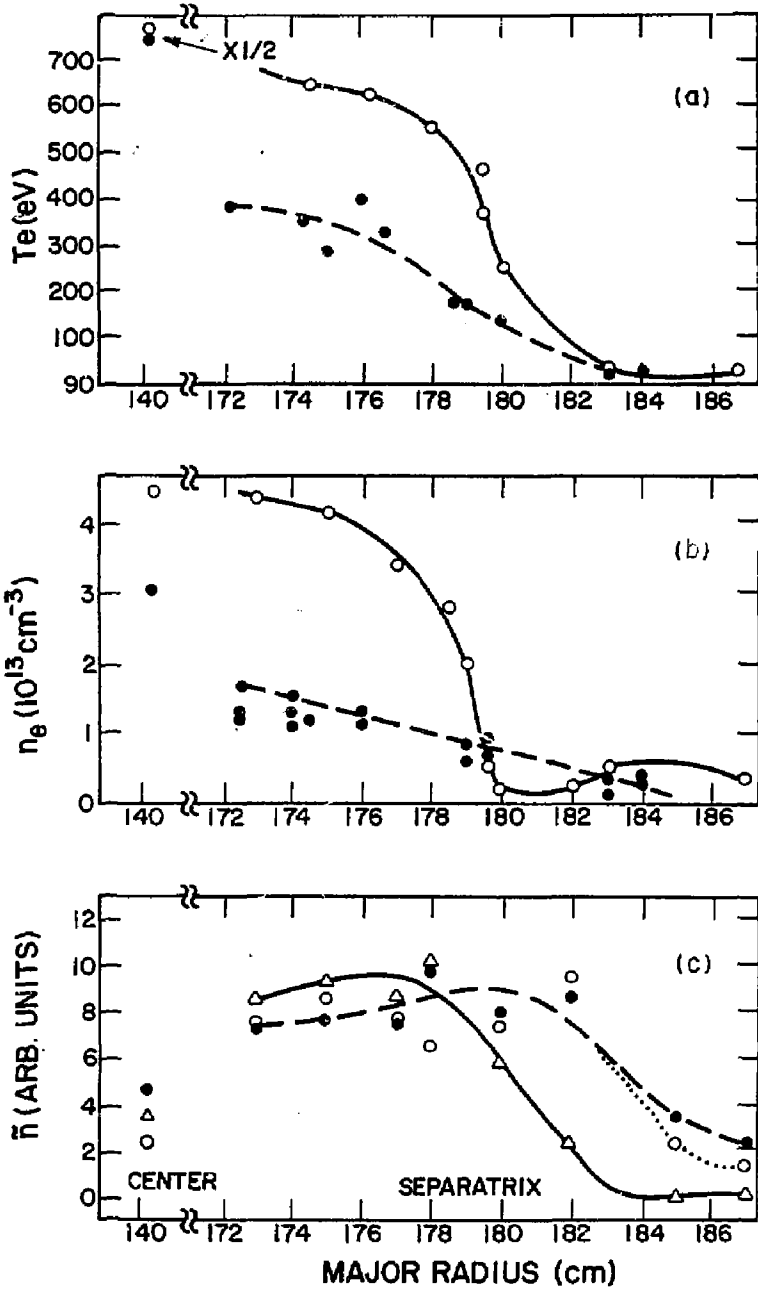 X1/2
(a)
700
600
500
400
300
200
100
90
Te (eV)
140 172 174 176 178 180 182 184 186
(b)
4
3
2
1
0
nₑ (10¹³cm⁻³)
140 172 174 176 178 180 182 184 186
(c)
12
10
8
6
4
2
0
ñ (ARB. UNITS)
CENTER
SEPARATRIX
140 172 174 176 178 180 182 184 186
MAJOR RADIUS (cm)